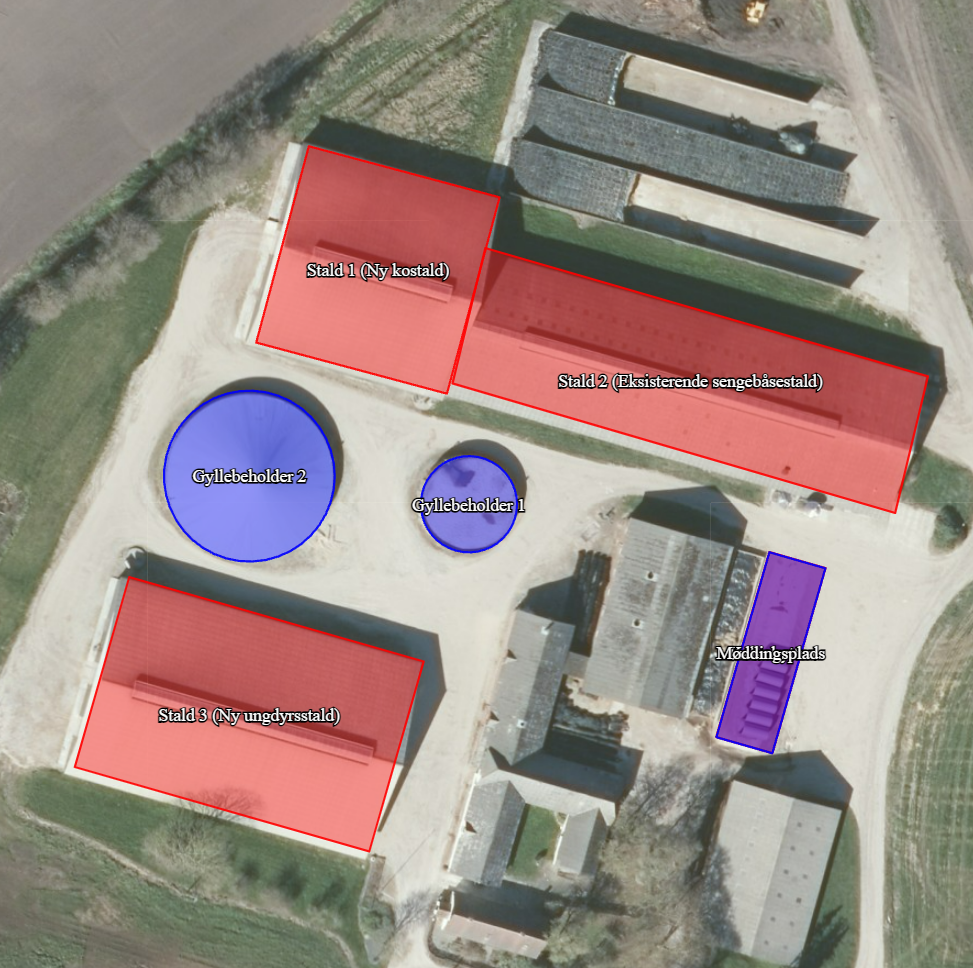 Stald 1 (Ny kostald)
Stald 2 (Eksisterende sengebåsestald)
Gyllebeholder 2
Gyllebeholder 1
Møddingsplads
Stald 3 (Ny ungdyrsstald)